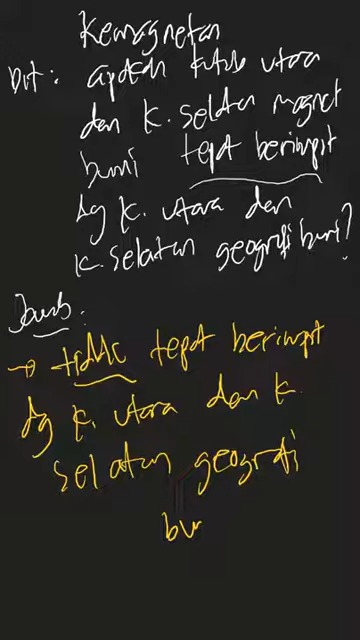 Kemagnetan
Dit : apakah kutub utara
dan k. selatan magnet
bumi tepat berimpit
dg k. utara dan
k. selatan geografi bumi?
Jawab :
→ tidak tepat berimpit
dg k. utara dan k.
selatan geografi
bu